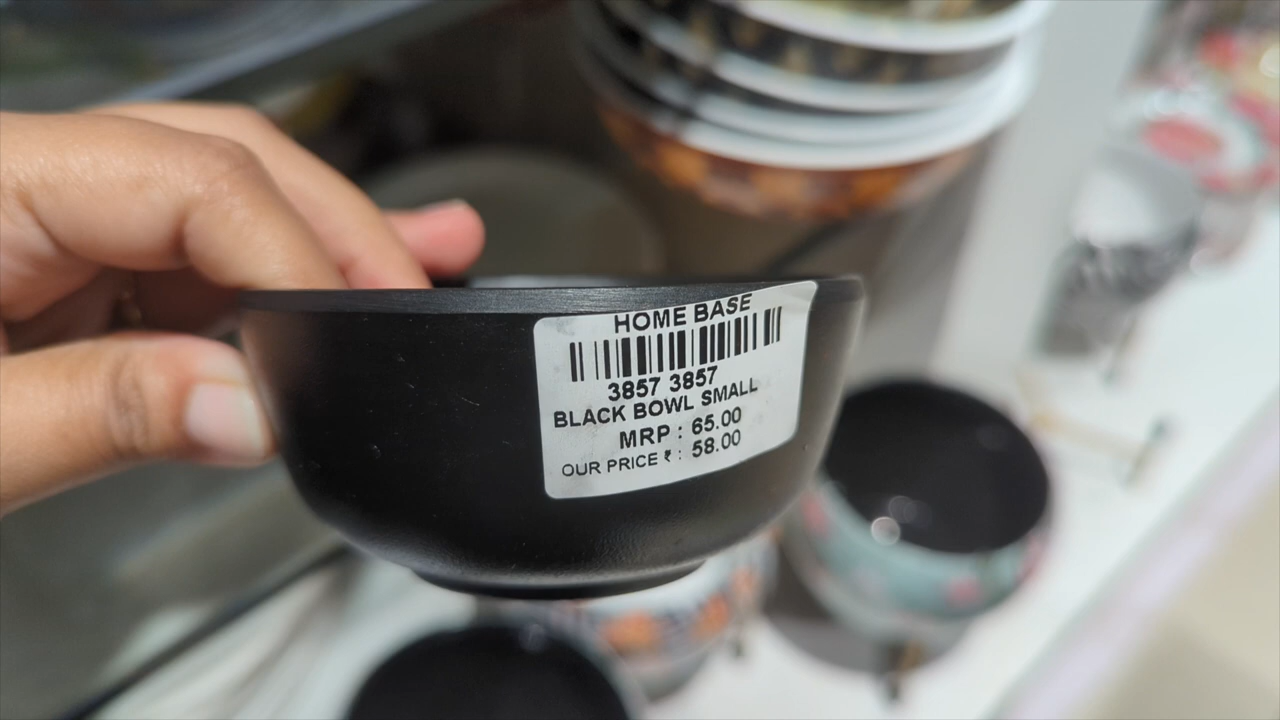 HOME BASE
3857 3857
BLACK BOWL SMALL
MRP : 65.00
OUR PRICE ₹ : 58.00